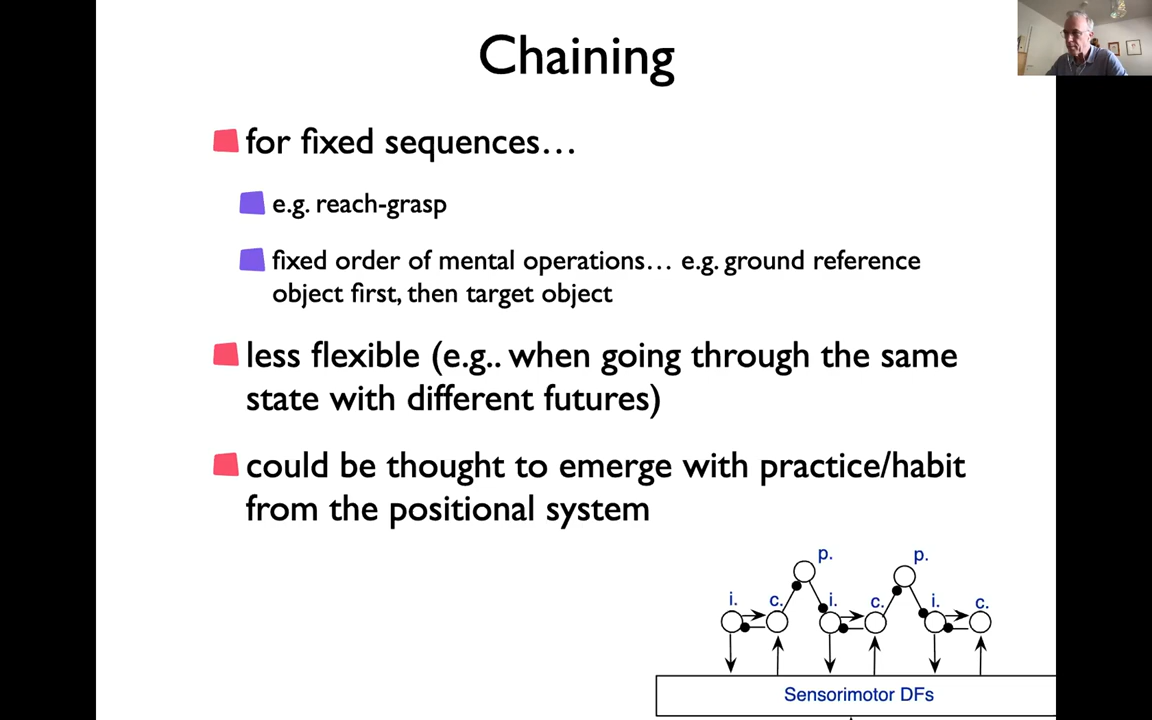 Chaining
for fixed sequences…
e.g. reach-grasp
fixed order of mental operations… e.g. ground reference
object first, then target object
less flexible (e.g.. when going through the same
state with different futures)
could be thought to emerge with practice/habit
from the positional system
p. p.
i. c. i. c. i. c.
Sensorimotor DFs